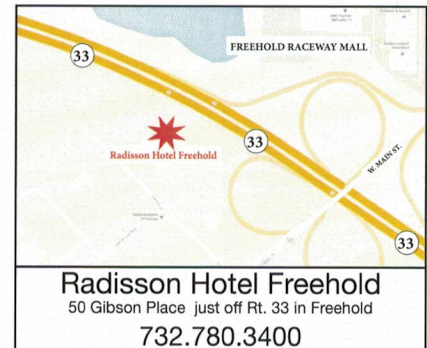 FREEHOLD RACEWAY MALL
33
Radisson Hotel Freehold
33
W. MAIN ST.
33
Radisson Hotel Freehold
50 Gibson Place just off Rt. 33 in Freehold
732.780.3400